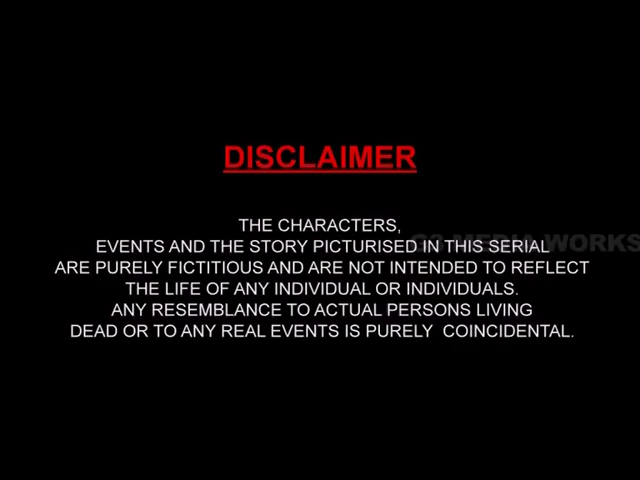 DISCLAIMER
THE CHARACTERS,
EVENTS AND THE STORY PICTURISED IN THIS SERIAL
ARE PURELY FICTITIOUS AND ARE NOT INTENDED TO REFLECT
THE LIFE OF ANY INDIVIDUAL OR INDIVIDUALS.
ANY RESEMBLANCE TO ACTUAL PERSONS LIVING
DEAD OR TO ANY REAL EVENTS IS PURELY COINCIDENTAL.
MEDIA WORKS